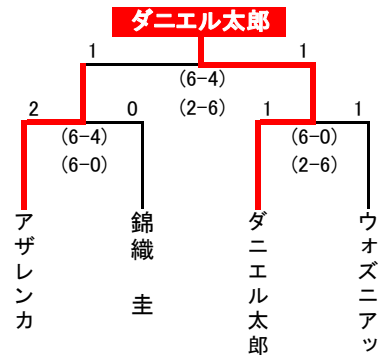 ダニエル太郎
1 1
(6-4)
(2-6)
2 0 1 1
(6-4) (6-0)
(6-0) (2-6)
アザレンカ
錦織 圭
ダニエル太郎
ウォズニアッ